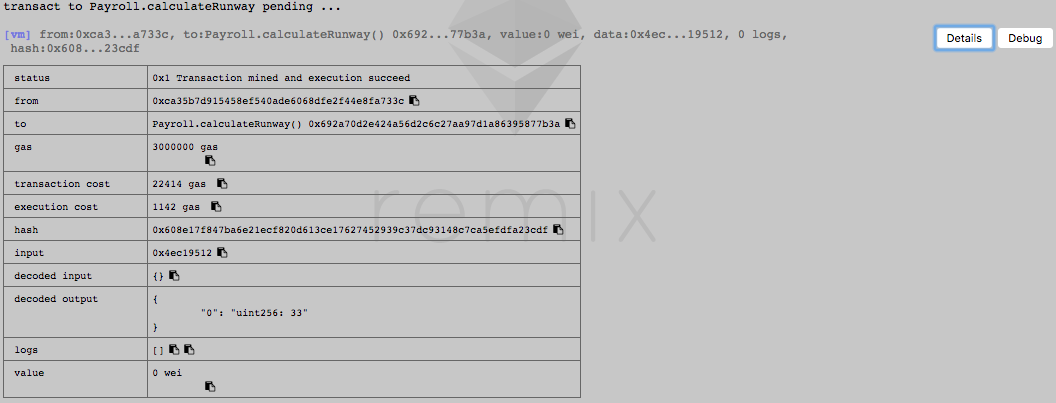 transact to Payroll.calculateRunway pending ...
[vm] from:0xca3...a733c, to:Payroll.calculateRunway() 0x692...77b3a, value:0 wei, data:0x4ec...19512, 0 logs,
hash:0x608...23cdf
Details
Debug
status 0x1 Transaction mined and execution succeed
from 0xca35b7d915458ef540ade6068dfe2f44e8fa733c
to Payroll.calculateRunway() 0x692a70d2e424a56d2c6c27aa97d1a86395877b3a
gas 3000000 gas
transaction cost 22414 gas
execution cost 1142 gas
hash 0x608e17f847ba6e21ecf820d613ce17627452939c37dc93148c7ca5efdfa23cdf
input 0x4ec19512
decoded input {}
decoded output {
"0": "uint256: 33"
}
logs []
value 0 wei
remix